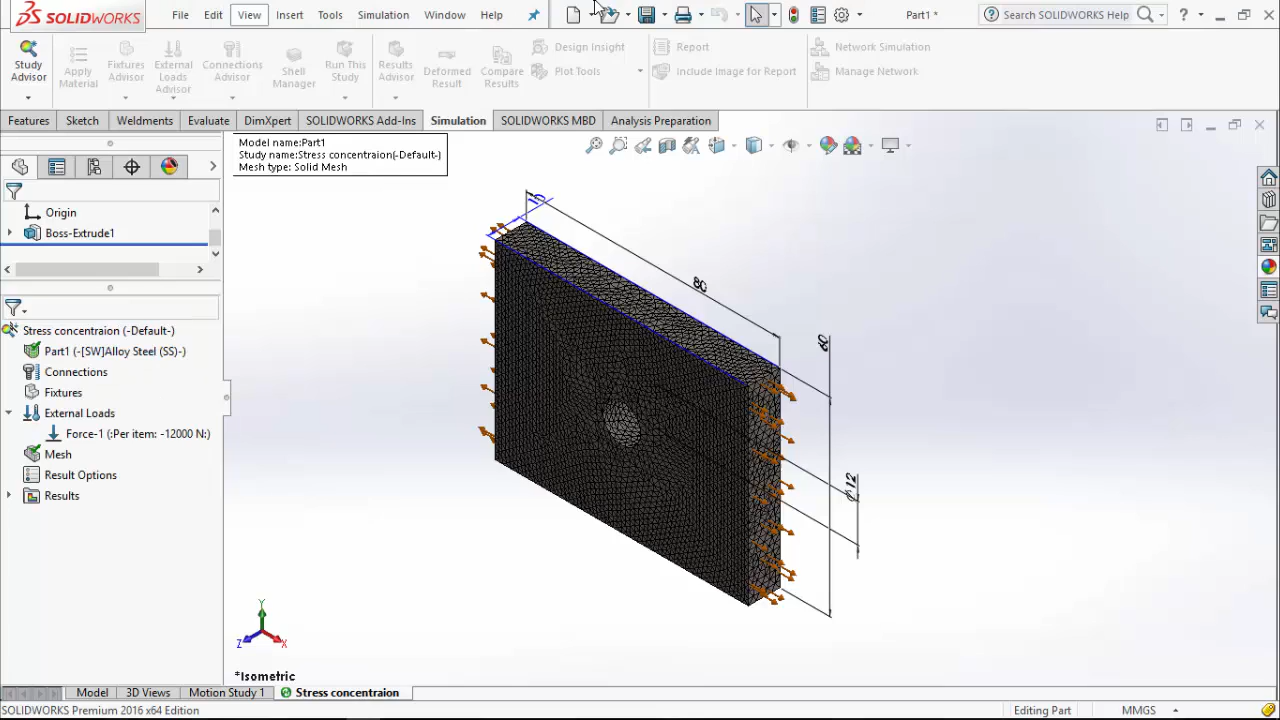 SOLIDWORKS
File Edit View Insert Tools Simulation Window Help
Part1 *
Search SOLIDWORKS Help
Study Advisor
Apply Material
Fixtures Advisor
External Loads Advisor
Connections Advisor
Shell Manager
Run This Study
Results Advisor
Deformed Result
Compare Results
Design Insight
Plot Tools
Report
Include Image for Report
Network Simulation
Manage Network
Features Sketch Weldments Evaluate DimXpert SOLIDWORKS Add-Ins Simulation SOLIDWORKS MBD Analysis Preparation
Model name:Part1
Study name:Stress concentraion(-Default-)
Mesh type: Solid Mesh
Origin
Boss-Extrude1
Stress concentraion (-Default-)
Part1 (-[SW]Alloy Steel (SS)-)
Connections
Fixtures
External Loads
Force-1 (:Per item: -12000 N:)
Mesh
Result Options
Results
10
80
60
Ø12
Y
Z
X
*Isometric
Model 3D Views Motion Study 1 Stress concentraion
SOLIDWORKS Premium 2016 x64 Edition
Editing Part
MMGS